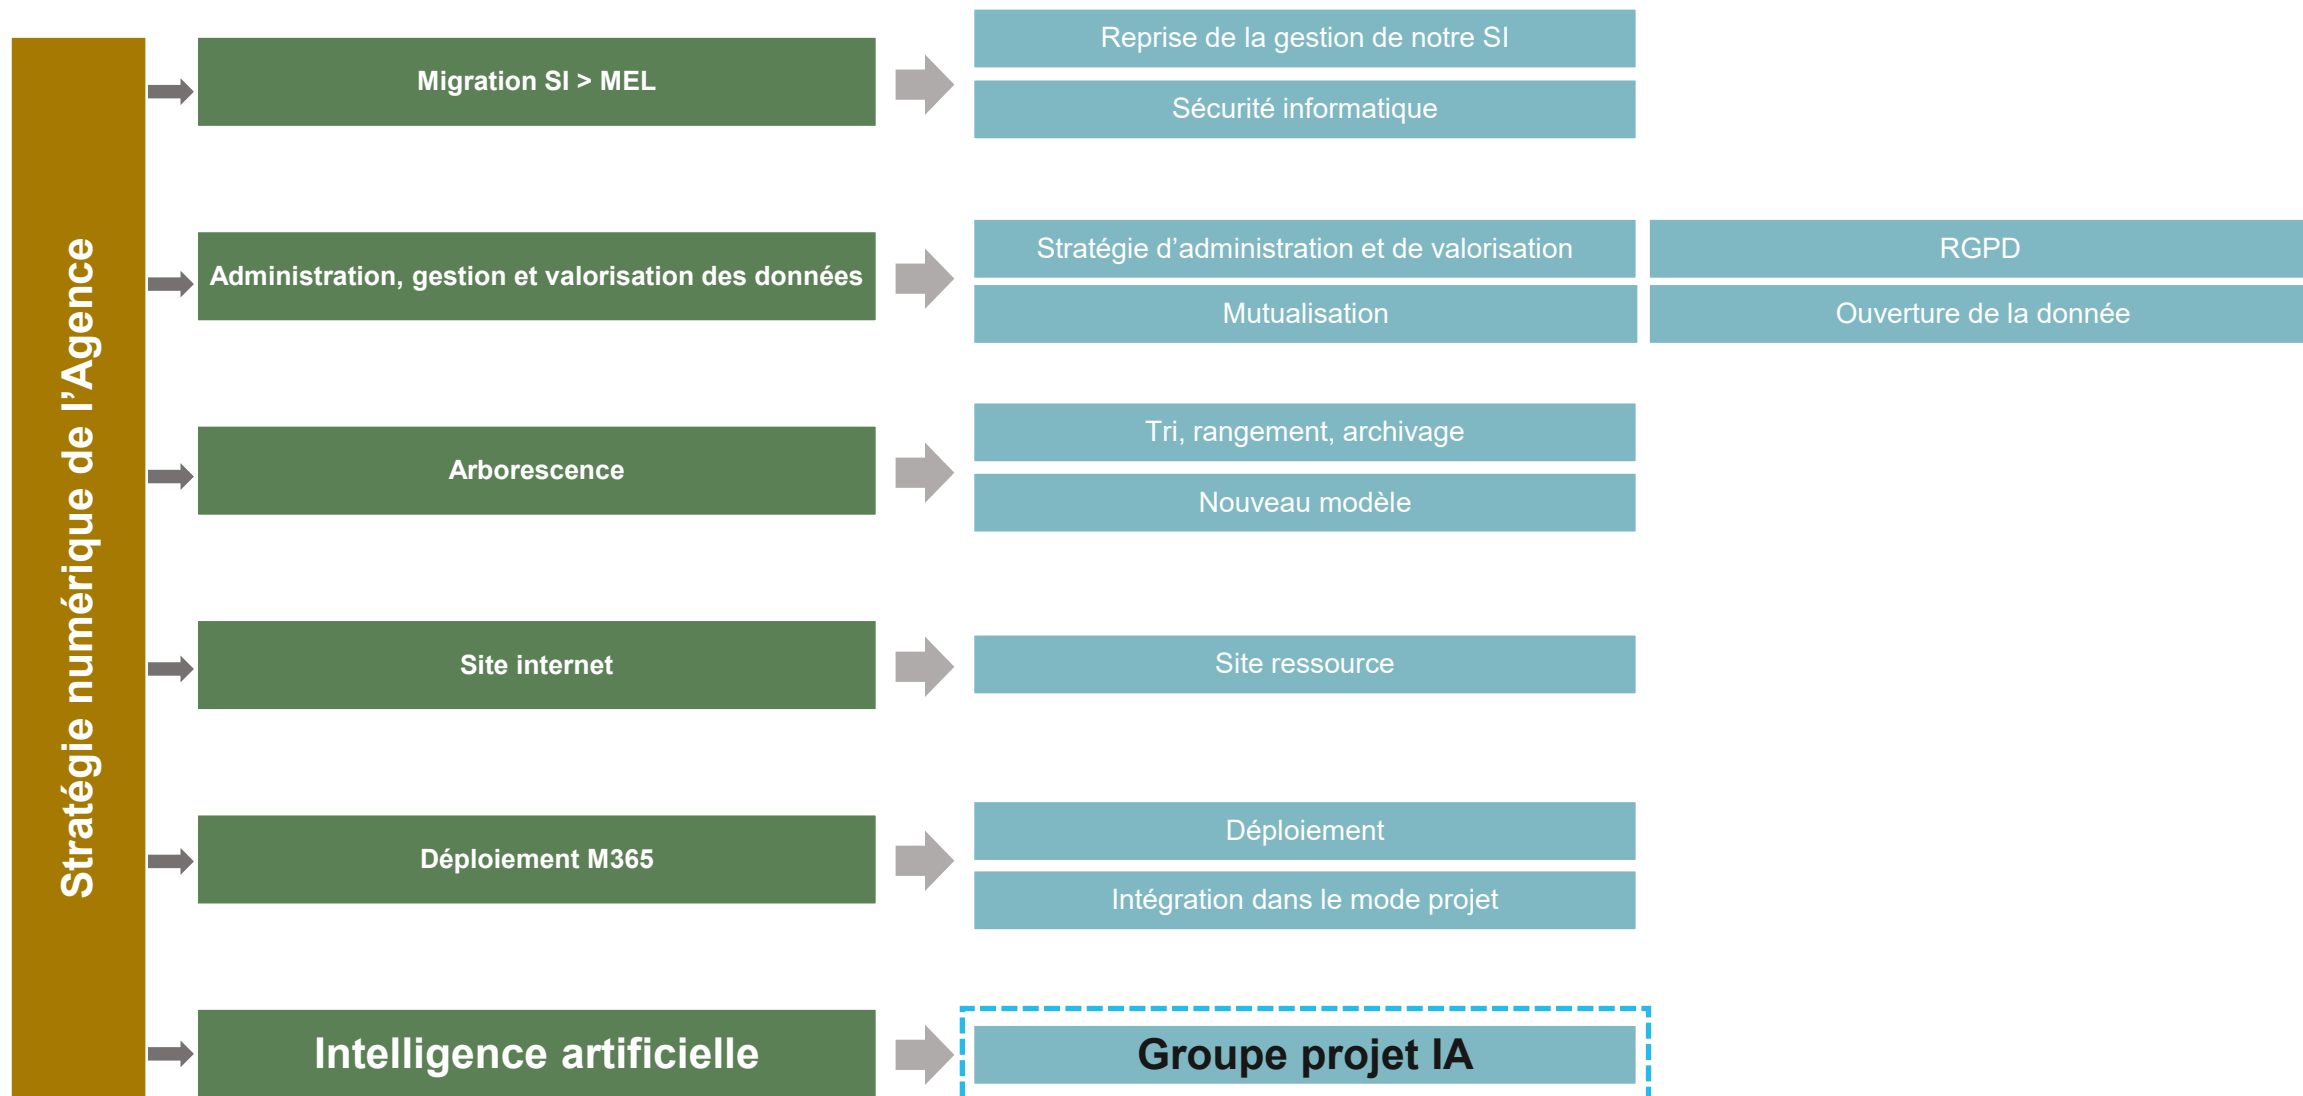 Stratégie numérique de l’Agence
Migration SI > MEL
Reprise de la gestion de notre SI
Sécurité informatique
Administration, gestion et valorisation des données
Stratégie d’administration et de valorisation
RGPD
Mutualisation
Ouverture de la donnée
Arborescence
Tri, rangement, archivage
Nouveau modèle
Site internet
Site ressource
Déploiement M365
Déploiement
Intégration dans le mode projet
Intelligence artificielle
Groupe projet IA